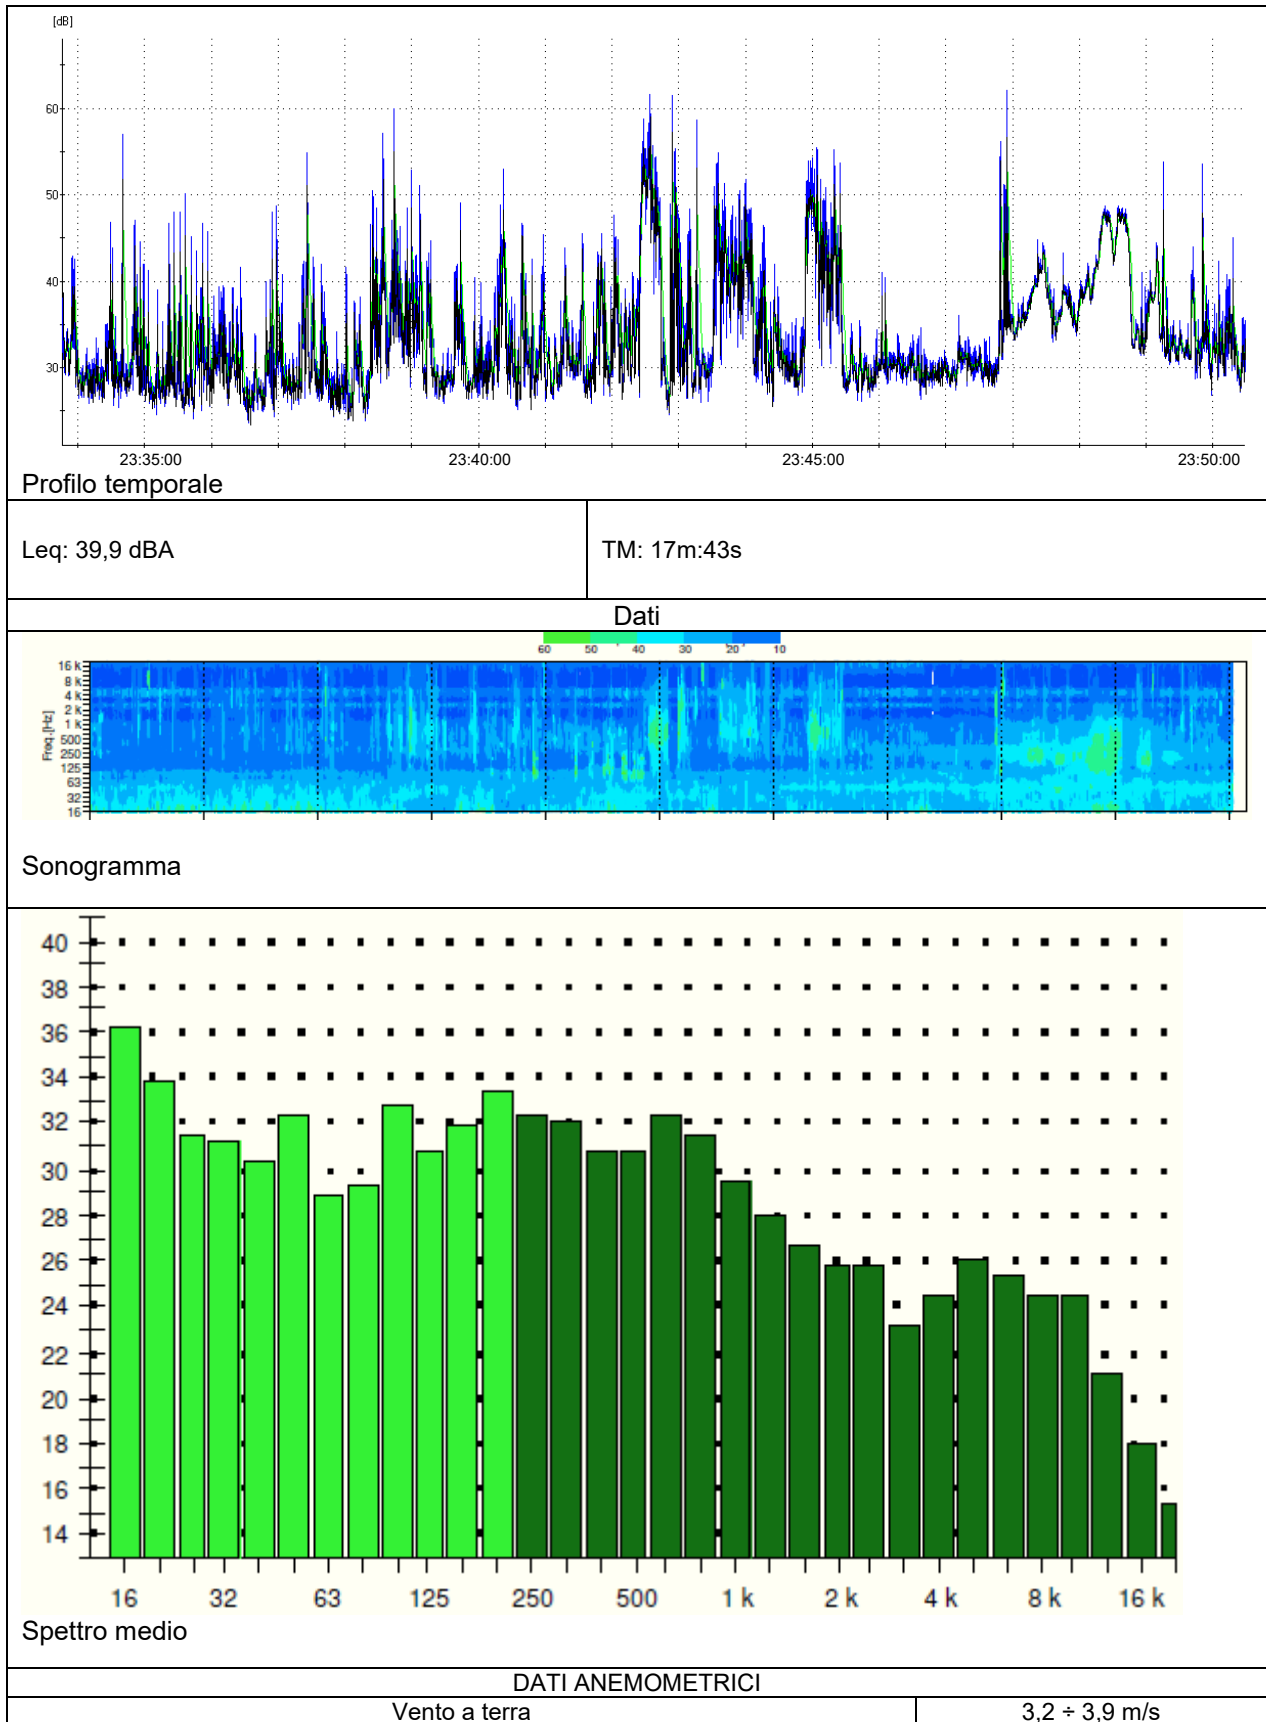 [dB]
60
50
40
30
23:35:00 23:40:00 23:45:00 23:50:00
Profilo temporale
Leq: 39,9 dBA TM: 17m:43s
Dati
60 50 40 30 20 10
16 k
8 k
4 k
2 k
1 k
500
250
125
63
32
16
Freq.[Hz]
Sonogramma
40
38
36
34
32
30
28
26
24
22
20
18
16
14
16 32 63 125 250 500 1 k 2 k 4 k 8 k 16 k
Spettro medio
DATI ANEMOMETRICI
Vento a terra 3,2 ÷ 3,9 m/s